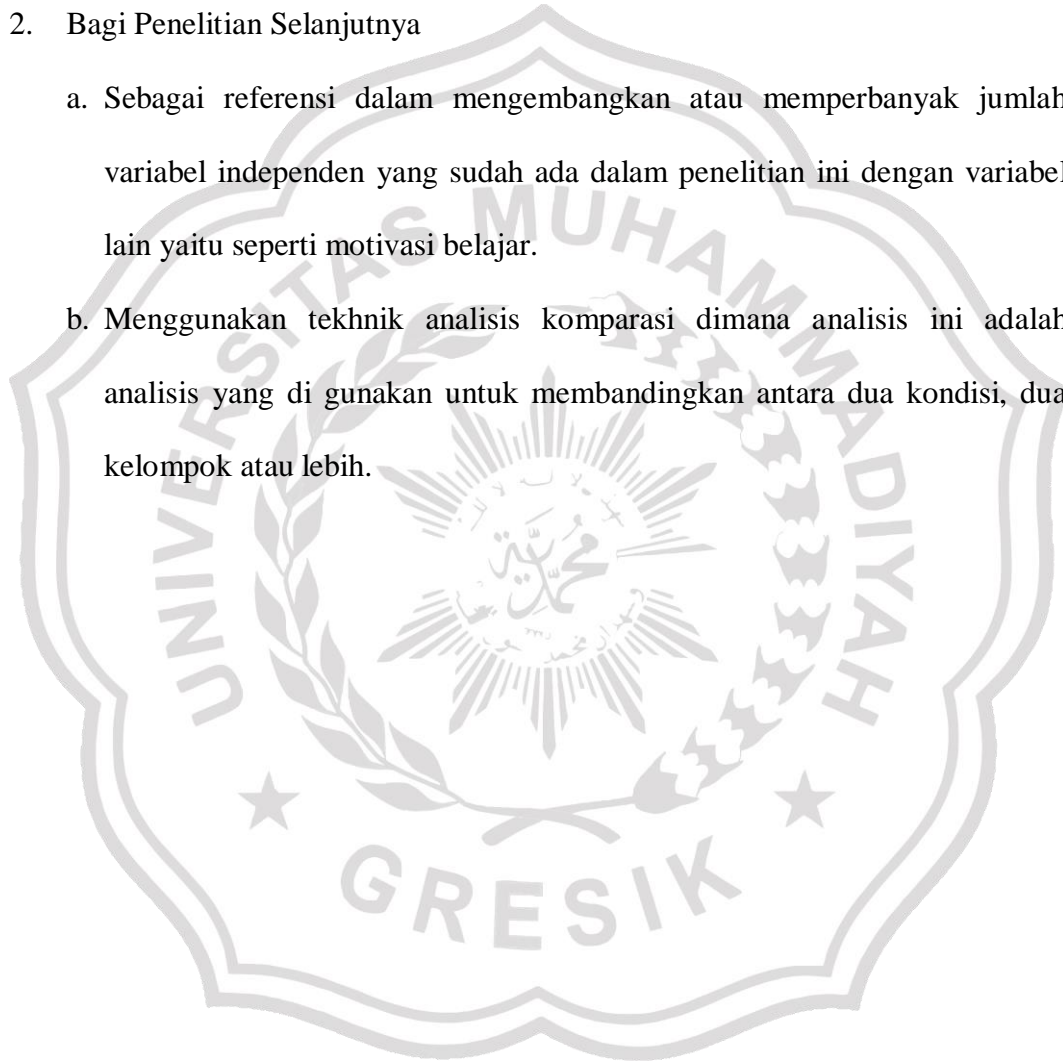 2. Bagi Penelitian Selanjutnya
a. Sebagai referensi dalam mengembangkan atau memperbanyak jumlah
variabel independen yang sudah ada dalam penelitian ini dengan variabel
lain yaitu seperti motivasi belajar.
b. Menggunakan tekhnik analisis komparasi dimana analisis ini adalah
analisis yang di gunakan untuk membandingkan antara dua kondisi, dua
kelompok atau lebih.
UNIVERSITAS MUHAMMADIYAH
GRESIK